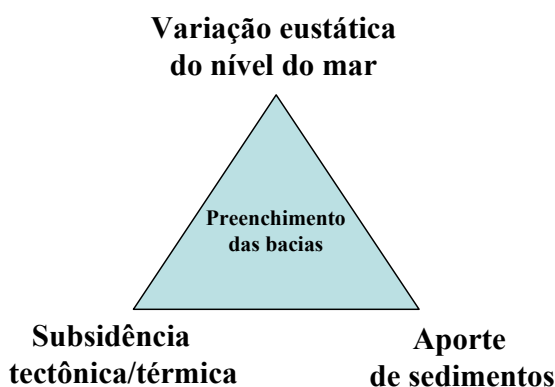 Variação eustática
do nível do mar
Preenchimento
das bacias
Subsidência
tectônica/térmica
Aporte
de sedimentos